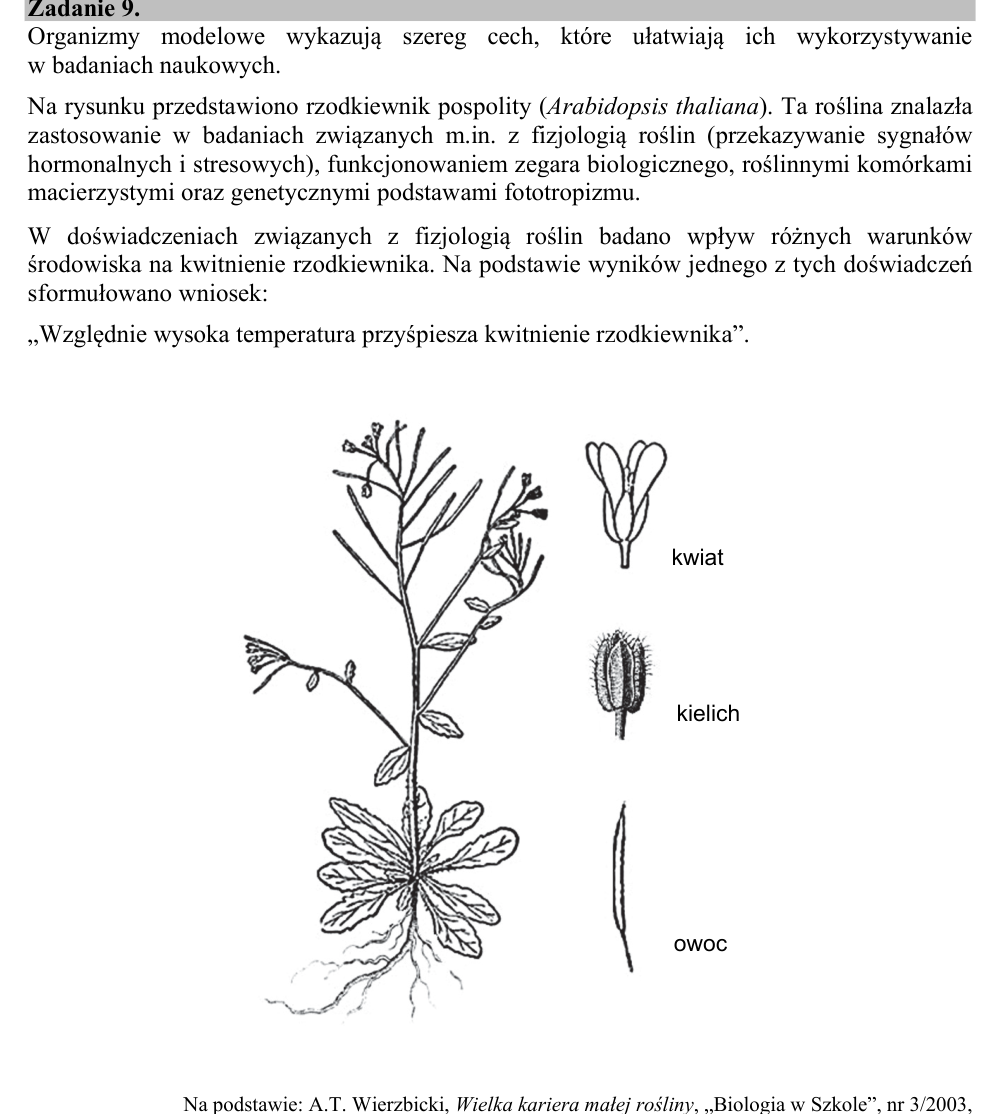 Zadanie 9.
Organizmy modelowe wykazują szereg cech, które ułatwiają ich wykorzystywanie
w badaniach naukowych.
Na rysunku przedstawiono rzodkiewnik pospolity (Arabidopsis thaliana). Ta roślina znalazła
zastosowanie w badaniach związanych m.in. z fizjologią roślin (przekazywanie sygnałów
hormonalnych i stresowych), funkcjonowaniem zegara biologicznego, roślinnymi komórkami
macierzystymi oraz genetycznymi podstawami fototropizmu.
W doświadczeniach związanych z fizjologią roślin badano wpływ różnych warunków
środowiska na kwitnienie rzodkiewnika. Na podstawie wyników jednego z tych doświadczeń
sformułowano wniosek:
„Względnie wysoka temperatura przyśpiesza kwitnienie rzodkiewnika”.
kwiat
kielich
owoc
Na podstawie: A.T. Wierzbicki, Wielka kariera małej rośliny, „Biologia w Szkole”, nr 3/2003,